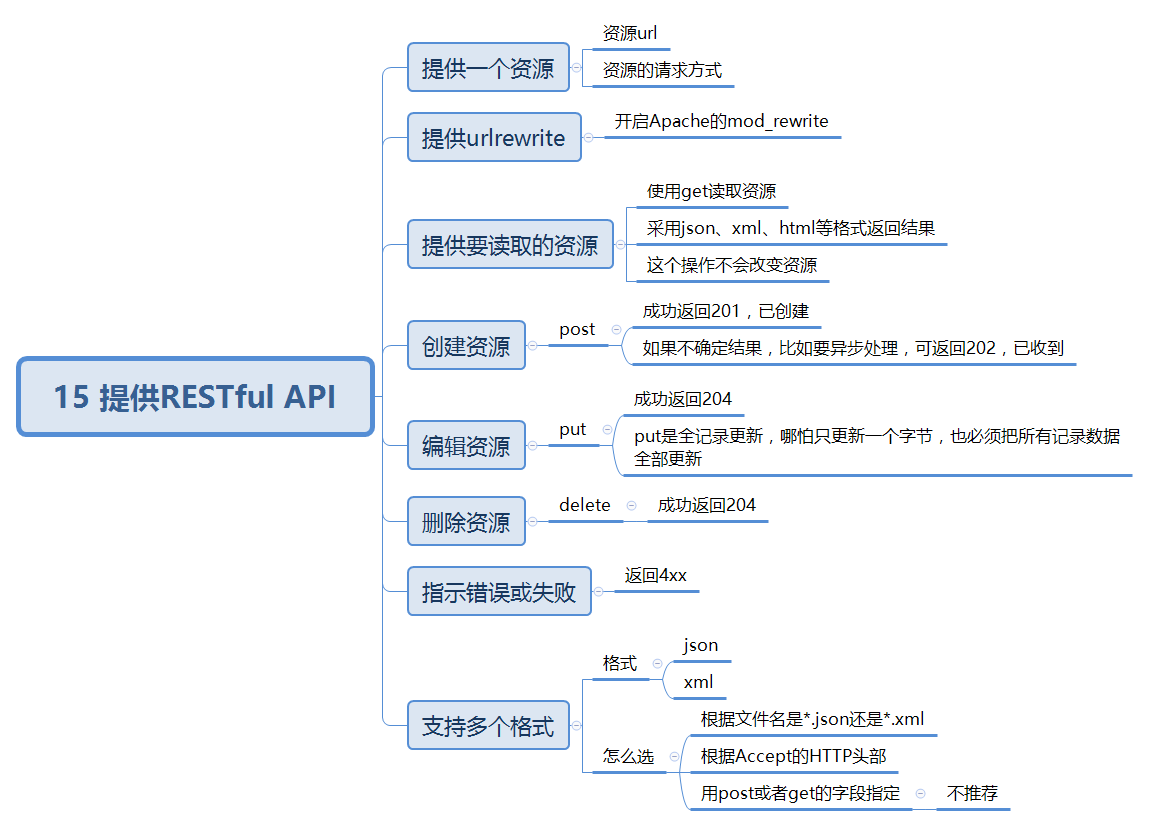 15 提供RESTful API
提供一个资源
资源url
资源的请求方式
提供urlrewrite
开启Apache的mod_rewrite
提供要读取的资源
使用get读取资源
采用json、xml、html等格式返回结果
这个操作不会改变资源
创建资源
post
成功返回201，已创建
如果不确定结果，比如要异步处理，可返回202，已收到
编辑资源
put
成功返回204
put是全记录更新，哪怕只更新一个字节，也必须把所有记录数据
全部更新
删除资源
delete
成功返回204
指示错误或失败
返回4xx
支持多个格式
格式
json
xml
怎么选
根据文件名是*.json还是*.xml
根据Accept的HTTP头部
用post或者get的字段指定
不推荐